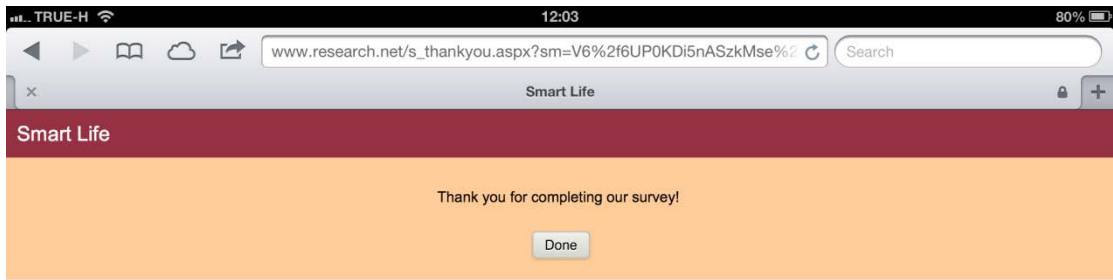 TRUE-H
12:03
80%
www.research.net/s_thankyou.aspx?sm=V6%2f6UP0KDi5nASzkMse%2
Search
Smart Life
Smart Life
Thank you for completing our survey!
Done